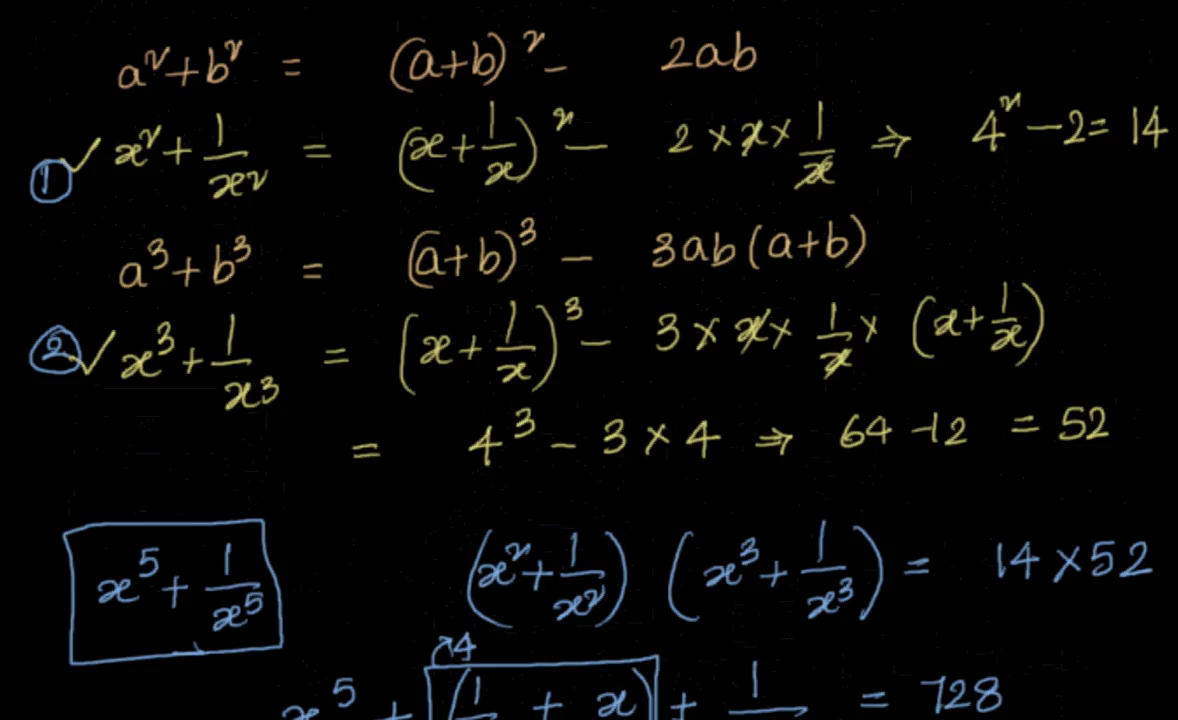 a² + b² = (a+b)² - 2ab
① ✓ x² + 1/x² = (x + 1/x)² - 2 × x × 1/x ⇒ 4² - 2 = 14
a³ + b³ = (a+b)³ - 3ab(a+b)
② ✓ x³ + 1/x³ = (x + 1/x)³ - 3 × x × 1/x × (x + 1/x)
= 4³ - 3 × 4 ⇒ 64 - 12 = 52
x⁵ + 1/x⁵ (x² + 1/x²) (x³ + 1/x³) = 14 × 52
4
x⁵ + (1/ + x) + 1/ = 728